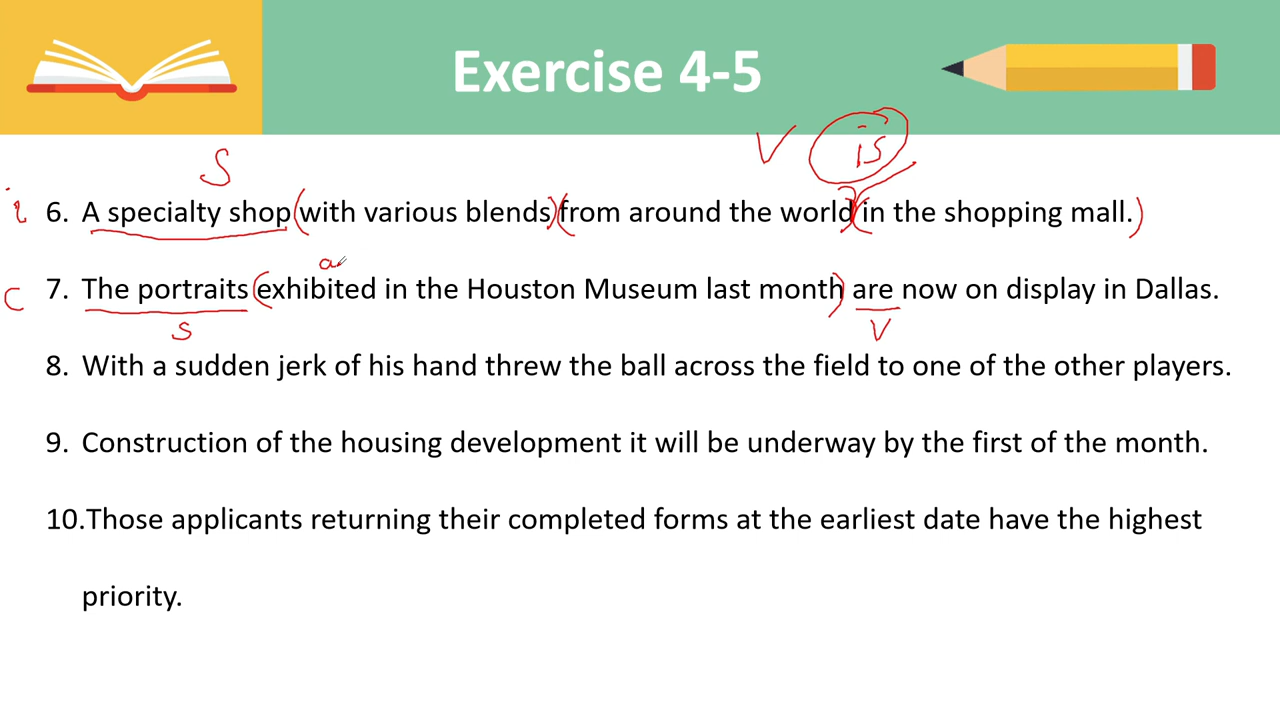 Exercise 4-5
V is
S
i 6. A specialty shop (with various blends) (from around the world) (in the shopping mall.)
a
C 7. The portraits (exhibited in the Houston Museum last month) are now on display in Dallas.
S V
8. With a sudden jerk of his hand threw the ball across the field to one of the other players.
9. Construction of the housing development it will be underway by the first of the month.
10.Those applicants returning their completed forms at the earliest date have the highest
priority.